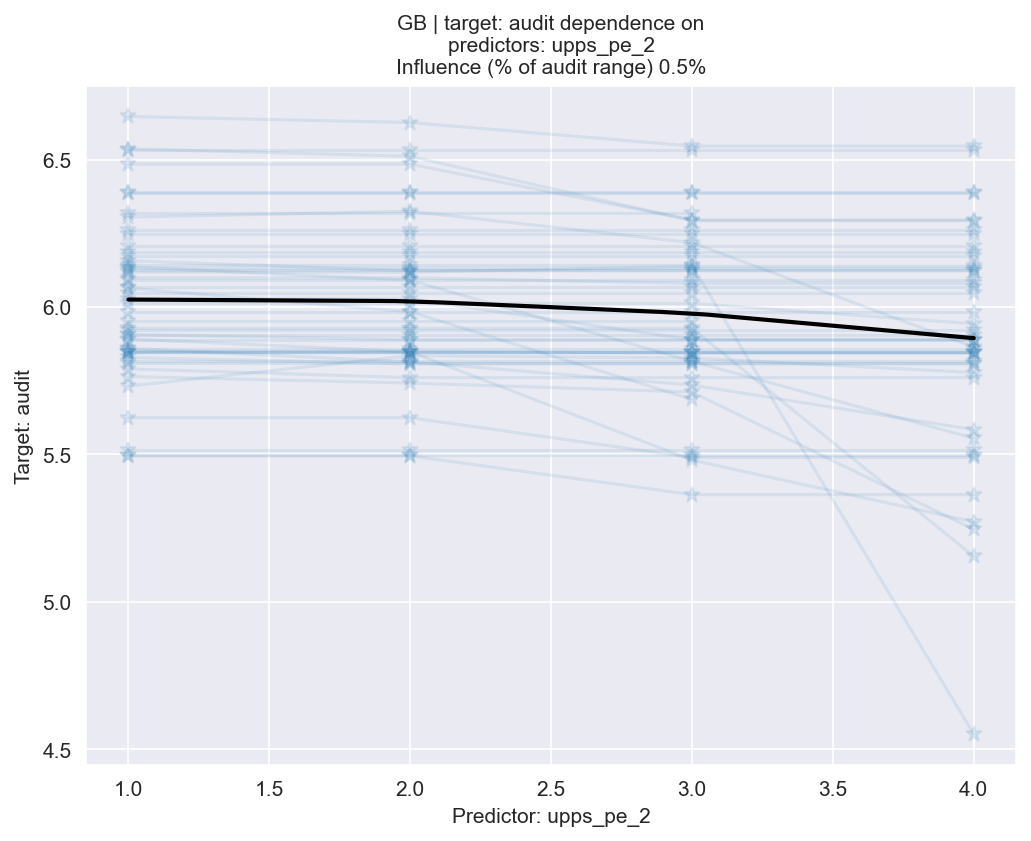 GB | target: audit dependence on
predictors: upps_pe_2
Influence (% of audit range) 0.5%
Target: audit
6.5
6.0
5.5
5.0
4.5
1.0 1.5 2.0 2.5 3.0 3.5 4.0
Predictor: upps_pe_2